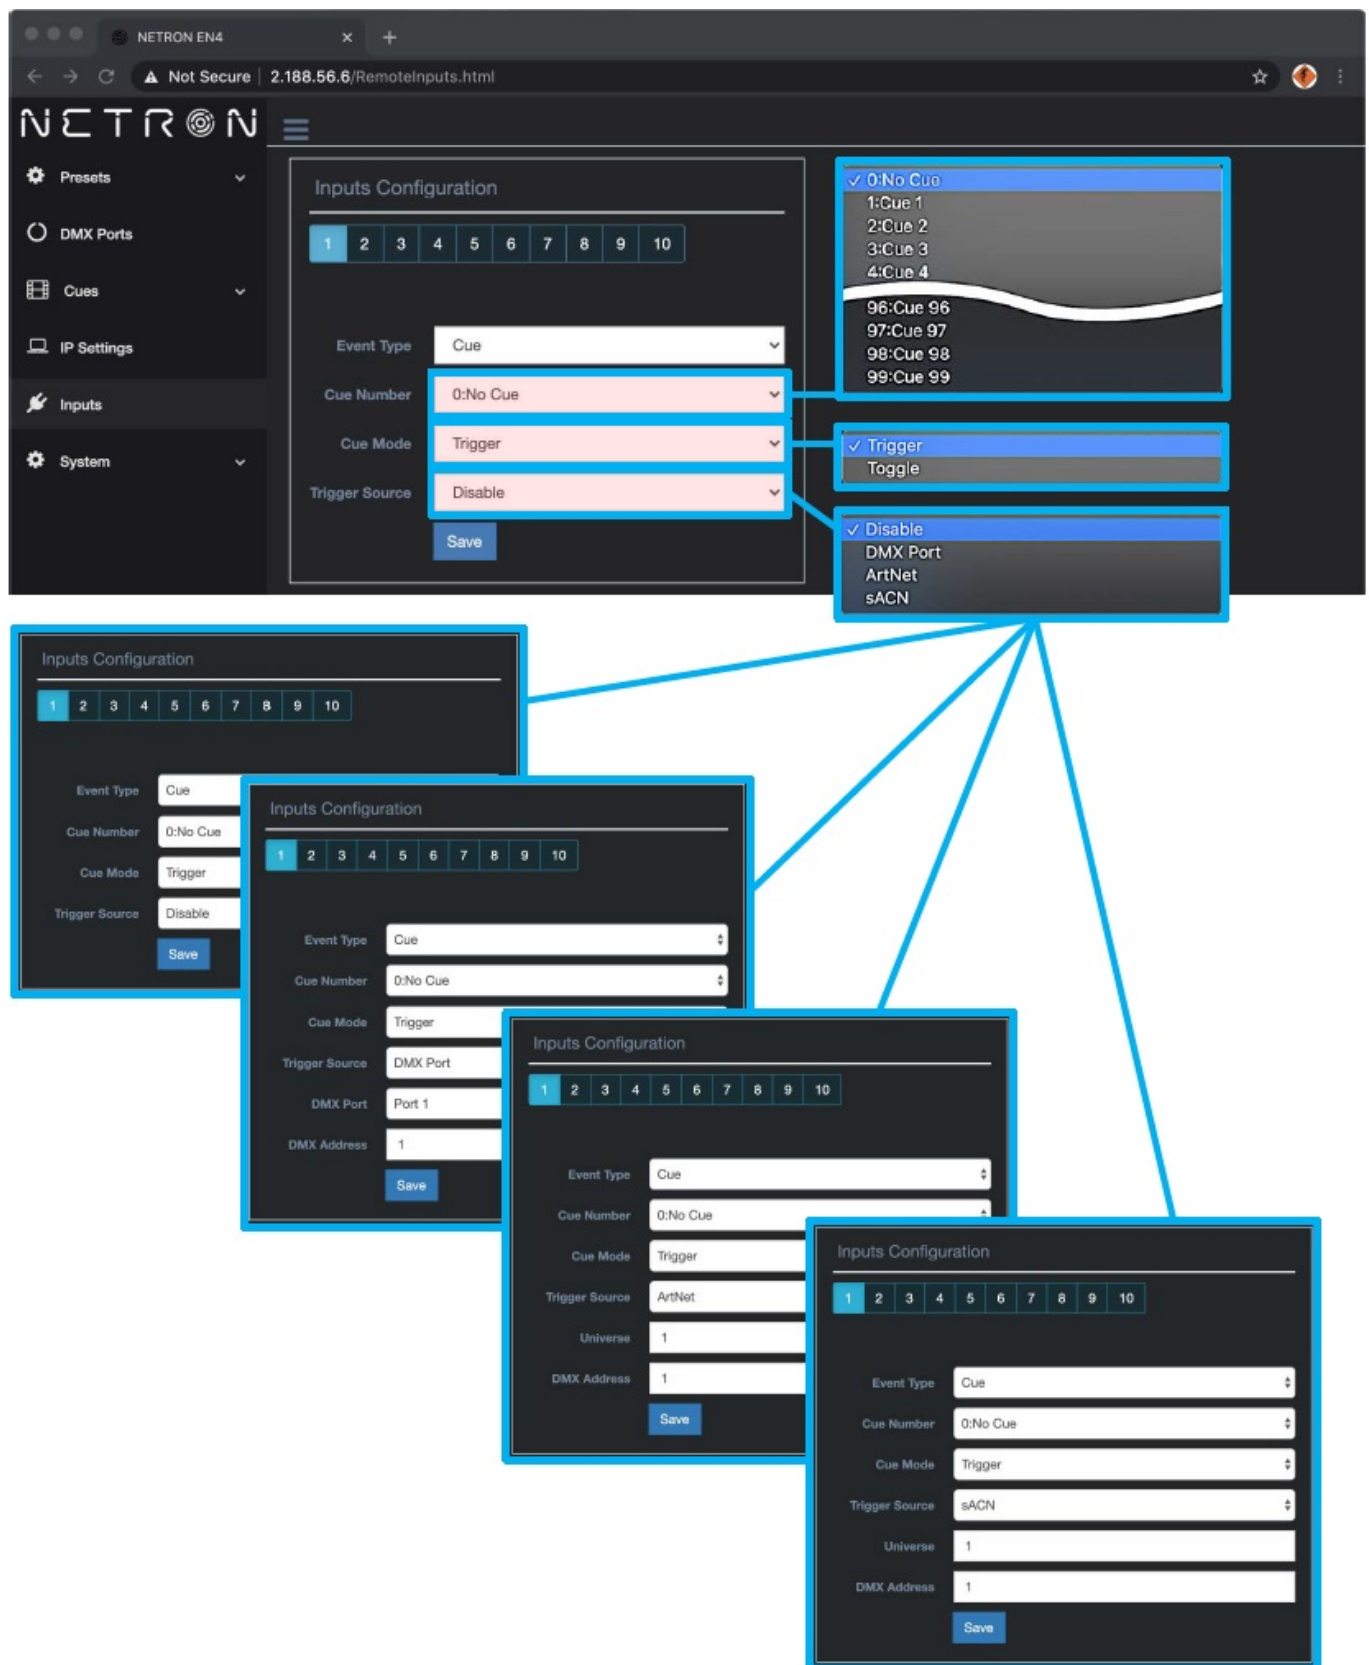 NETRON EN4
Not Secure | 2.188.56.6/RemoteInputs.html
NETRON
Presets
DMX Ports
Cues
IP Settings
Inputs
System
Inputs Configuration
1 2 3 4 5 6 7 8 9 10
Event Type Cue
Cue Number 0:No Cue
Cue Mode Trigger
Trigger Source Disable
Save
✓ 0:No Cue
1:Cue 1
2:Cue 2
3:Cue 3
4:Cue 4
96:Cue 96
97:Cue 97
98:Cue 98
99:Cue 99
✓ Trigger
Toggle
✓ Disable
DMX Port
ArtNet
sACN
Inputs Configuration
1 2 3 4 5 6 7 8 9 10
Event Type Cue
Cue Number 0:No Cue
Cue Mode Trigger
Trigger Source Disable
Save
Inputs Configuration
1 2 3 4 5 6 7 8 9 10
Event Type Cue
Cue Number 0:No Cue
Cue Mode Trigger
Trigger Source DMX Port
DMX Port Port 1
DMX Address 1
Save
Inputs Configuration
1 2 3 4 5 6 7 8 9 10
Event Type Cue
Cue Number 0:No Cue
Cue Mode Trigger
Trigger Source ArtNet
Universe 1
DMX Address 1
Save
Inputs Configuration
1 2 3 4 5 6 7 8 9 10
Event Type Cue
Cue Number 0:No Cue
Cue Mode Trigger
Trigger Source sACN
Universe 1
DMX Address 1
Save